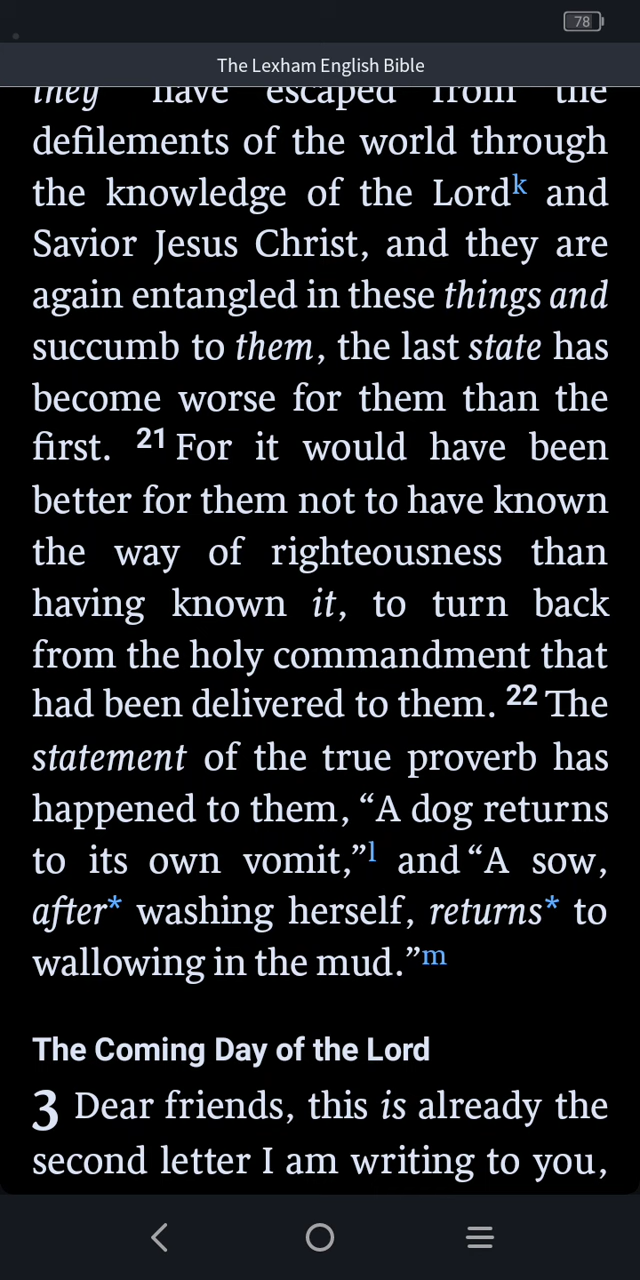 78
The Lexham English Bible
they have escaped from the
defilements of the world through
the knowledge of the Lordk and
Savior Jesus Christ, and they are
again entangled in these things and
succumb to them, the last state has
become worse for them than the
first. 21 For it would have been
better for them not to have known
the way of righteousness than
having known it, to turn back
from the holy commandment that
had been delivered to them. 22 The
statement of the true proverb has
happened to them, “A dog returns
to its own vomit,”l and “A sow,
after* washing herself, returns* to
wallowing in the mud.”m
The Coming Day of the Lord
3 Dear friends, this is already the
second letter I am writing to you,